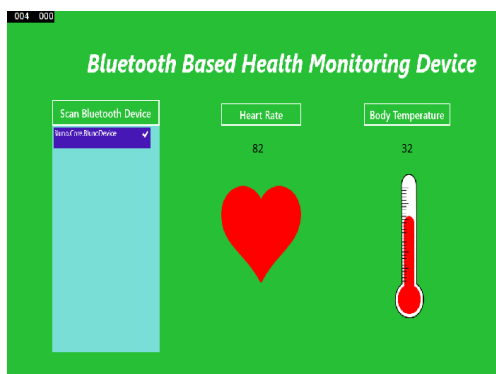 004 000
Bluetooth Based Health Monitoring Device
Scan Bluetooth Device
Heart Rate
Body Temperature
82
32